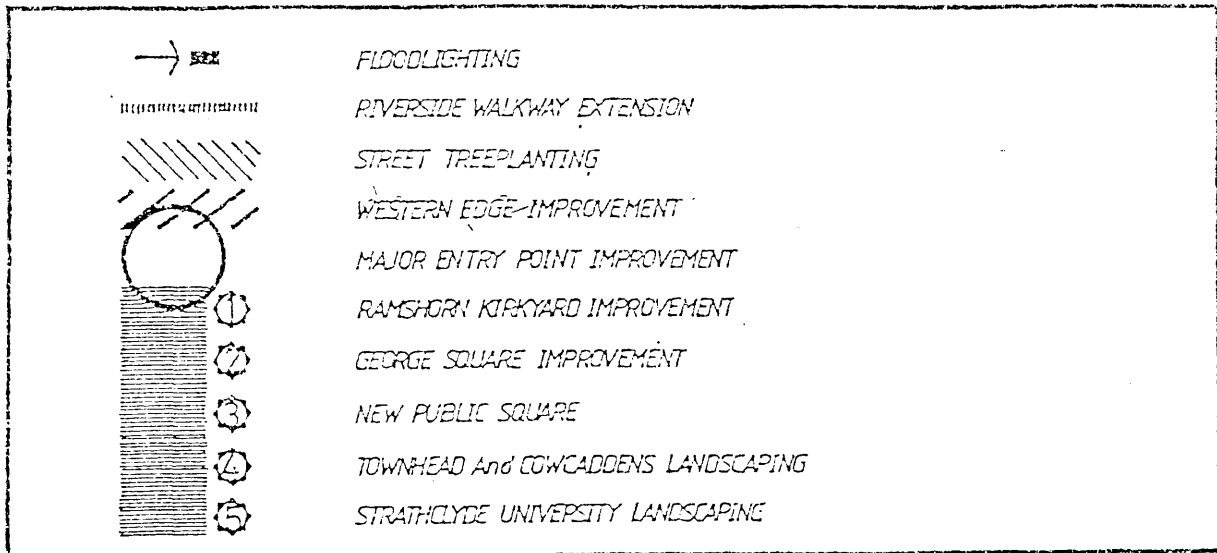 FLOODLIGHTING
RIVERSIDE WALKWAY EXTENSION
STREET TREEPLANTING
WESTERN EDGE IMPROVEMENT
MAJOR ENTRY POINT IMPROVEMENT
1 RAMSHORN KIRKYARD IMPROVEMENT
2 GEORGE SQUARE IMPROVEMENT
3 NEW PUBLIC SQUARE
4 TOWNHEAD And COWCADDENS LANDSCAPING
5 STRATHCLYDE UNIVERSITY LANDSCAPING